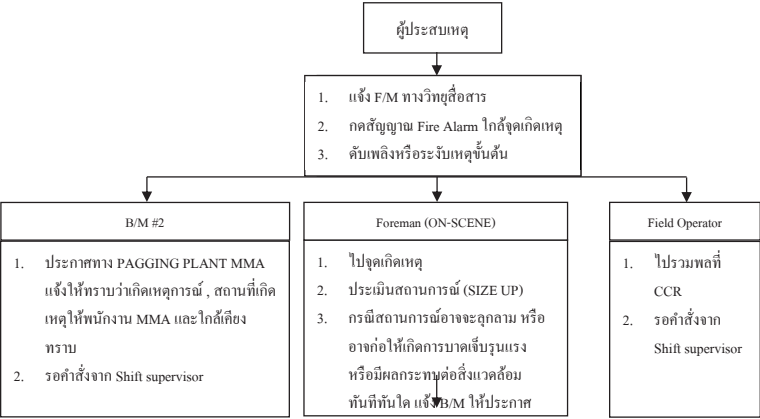 ผู้ประสบเหตุ
1. แจ้ง F/M ทางวิทยุสื่อสาร
2. กดสัญญาณ Fire Alarm ใกล้จุดเกิดเหตุ
3. ดับเพลิงหรือระงับเหตุขั้นต้น
B/M #2
1. ประกาศทาง PAGGING PLANT MMA
แจ้งให้ทราบว่าเกิดเหตุการณ์ , สถานที่เกิด
เหตุให้พนักงาน MMA และใกล้เคียง
ทราบ
2. รอคำสั่งจาก Shift supervisor
Foreman (ON-SCENE)
1. ไปจุดเกิดเหตุ
2. ประเมินสถานการณ์ (SIZE UP)
3. กรณีสถานการณ์อาจจะลุกลาม หรือ
อาจก่อให้เกิดการบาดเจ็บรุนแรง
หรือมีผลกระทบต่อสิ่งแวดล้อม
ทันทีทันใด แจ้ง B/M ให้ประกาศ
Field Operator
1. ไปรวมพลที่
CCR
2. รอคำสั่งจาก
Shift supervisor